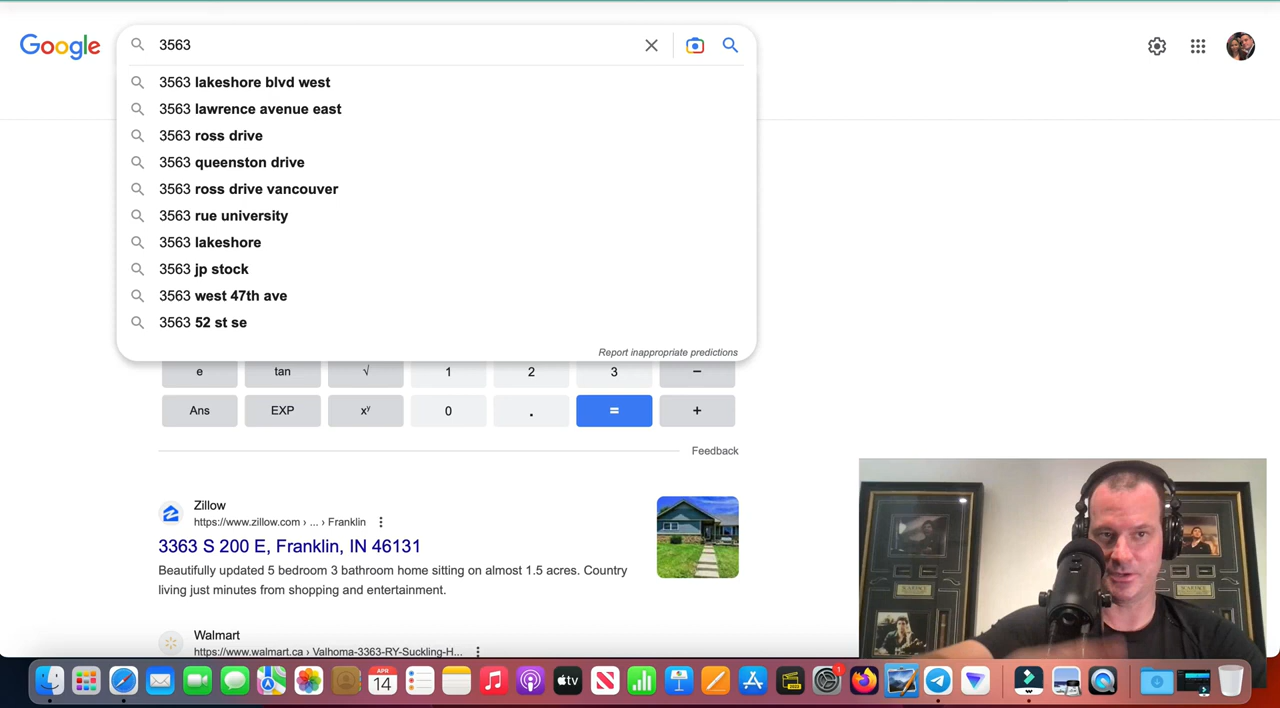 Google
3563
3563 lakeshore blvd west
3563 lawrence avenue east
3563 ross drive
3563 queenston drive
3563 ross drive vancouver
3563 rue university
3563 lakeshore
3563 jp stock
3563 west 47th ave
3563 52 st se
Report inappropriate predictions
e tan √ 1 2 3 −
Ans EXP xʸ 0 . = +
Feedback
Zillow
https://www.zillow.com › ... › Franklin
3363 S 200 E, Franklin, IN 46131
Beautifully updated 5 bedroom 3 bathroom home sitting on almost 1.5 acres. Country
living just minutes from shopping and entertainment.
Walmart
https://www.walmart.ca › Valhoma-3363-RY-Suckling-H...
APR
14
tv
1